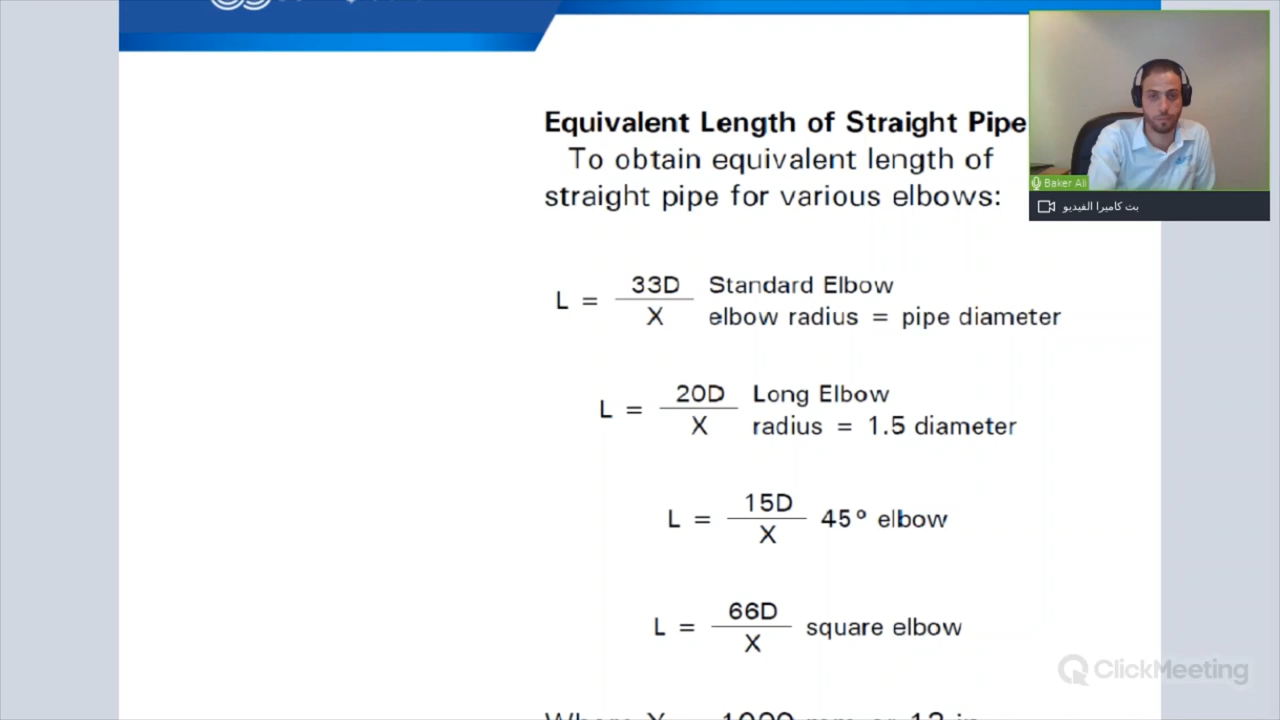 Equivalent Length of Straight Pipe
To obtain equivalent length of
straight pipe for various elbows:
L = 33D / X Standard Elbow
elbow radius = pipe diameter
L = 20D / X Long Elbow
radius = 1.5 diameter
L = 15D / X 45° elbow
L = 66D / X square elbow
Baker Ali
بث كاميرا الفيديو
ClickMeeting